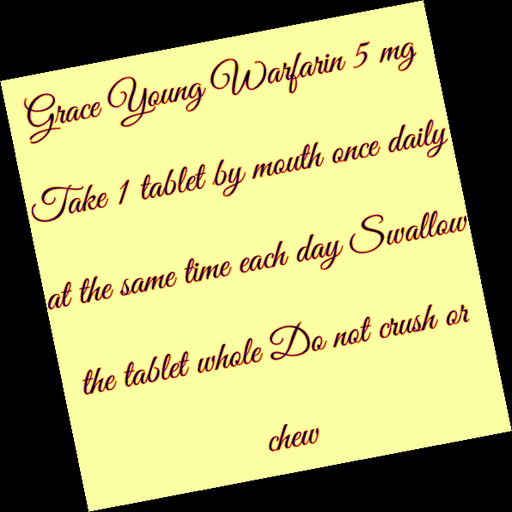 Grace Young Warfarin 5 mg
Take 1 tablet by mouth once daily
at the same time each day Swallow
the tablet whole Do not crush or
chew